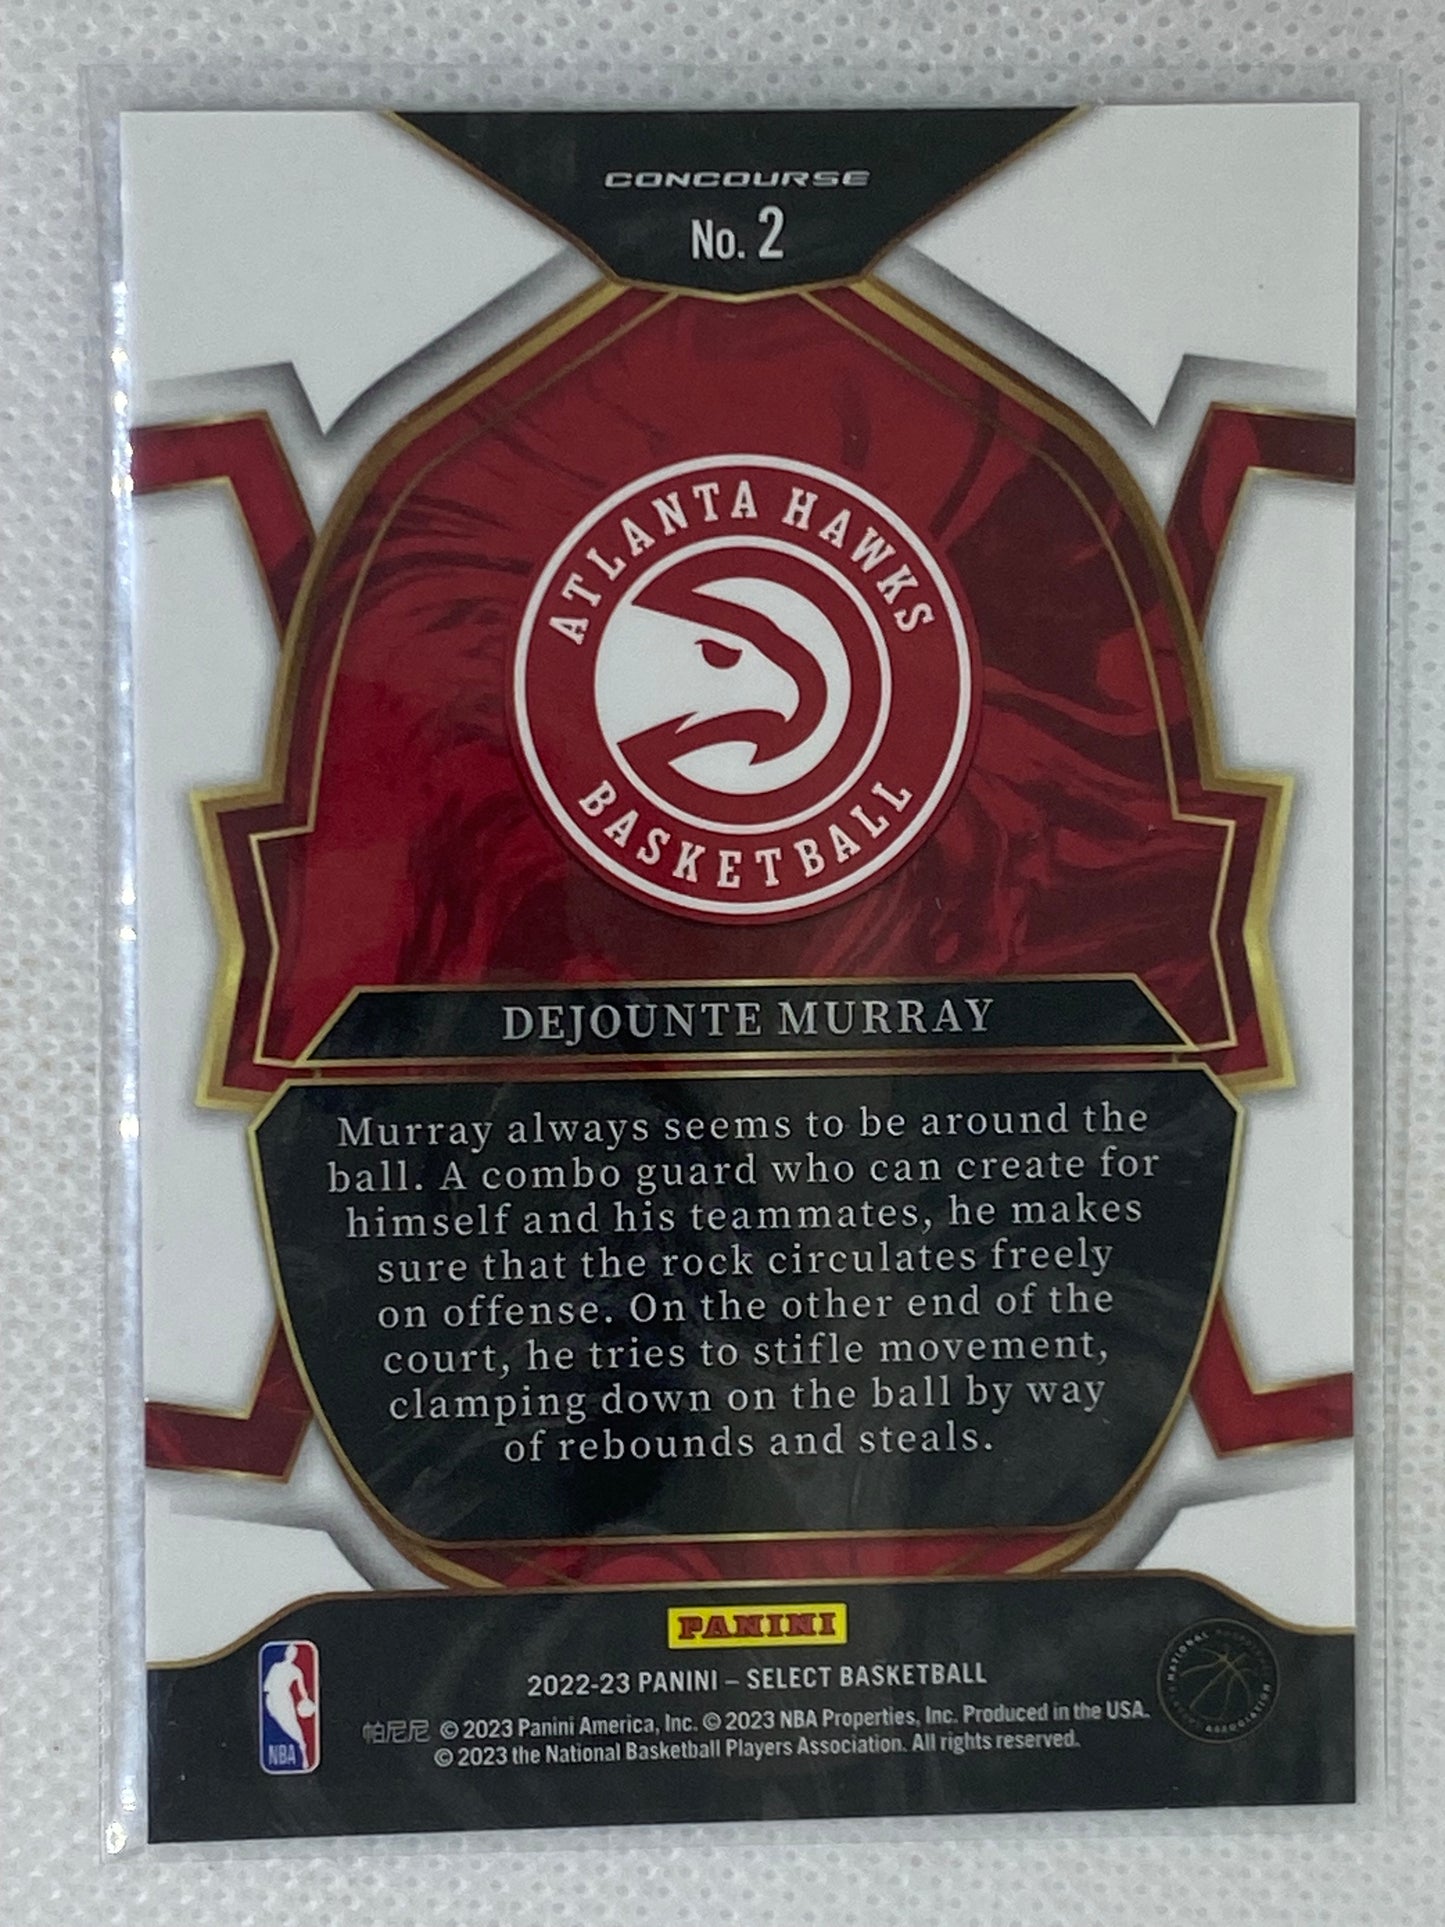 CONCOURSE
No. 2
ATLANTA HAWKS
BASKETBALL
DEJOUNTE MURRAY
Murray always seems to be around the
ball. A combo guard who can create for
himself and his teammates, he makes
sure that the rock circulates freely
on offense. On the other end of the
court, he tries to stifle movement,
clamping down on the ball by way
of rebounds and steals.
PANINI
2022-23 PANINI – SELECT BASKETBALL
帕尼尼 © 2023 Panini America, Inc. © 2023 NBA Properties, Inc. Produced in the USA.
© 2023 the National Basketball Players Association. All rights reserved.
NBA
NATIONAL BASKETBALL
ASSOCIATION